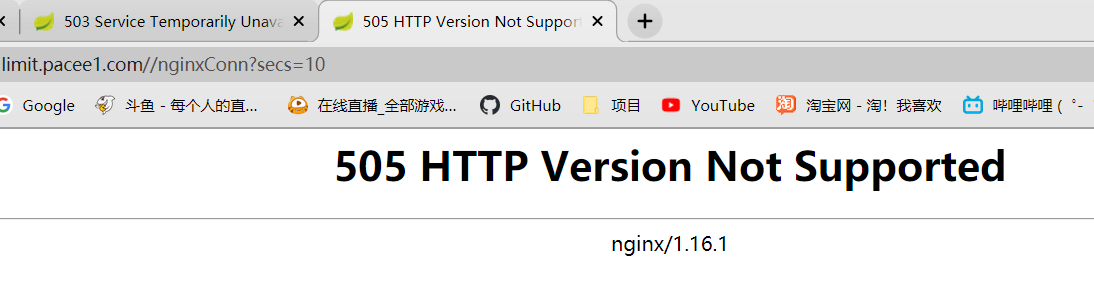 503 Service Temporarily Unava
505 HTTP Version Not Support
limit.pacee1.com//nginxConn?secs=10
Google 斗鱼 - 每个人的直... 在线直播_全部游戏... GitHub 项目 YouTube 淘宝网 - 淘！我喜欢 哔哩哔哩 ( ゜-
505 HTTP Version Not Supported
nginx/1.16.1